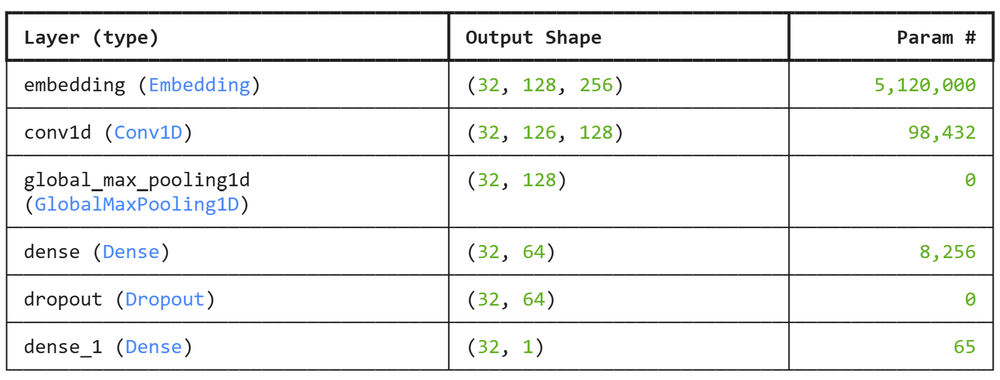 Layer (type) Output Shape Param #
embedding (Embedding) (32, 128, 256) 5,120,000
conv1d (Conv1D) (32, 126, 128) 98,432
global_max_pooling1d (32, 128) 0
(GlobalMaxPooling1D)
dense (Dense) (32, 64) 8,256
dropout (Dropout) (32, 64) 0
dense_1 (Dense) (32, 1) 65